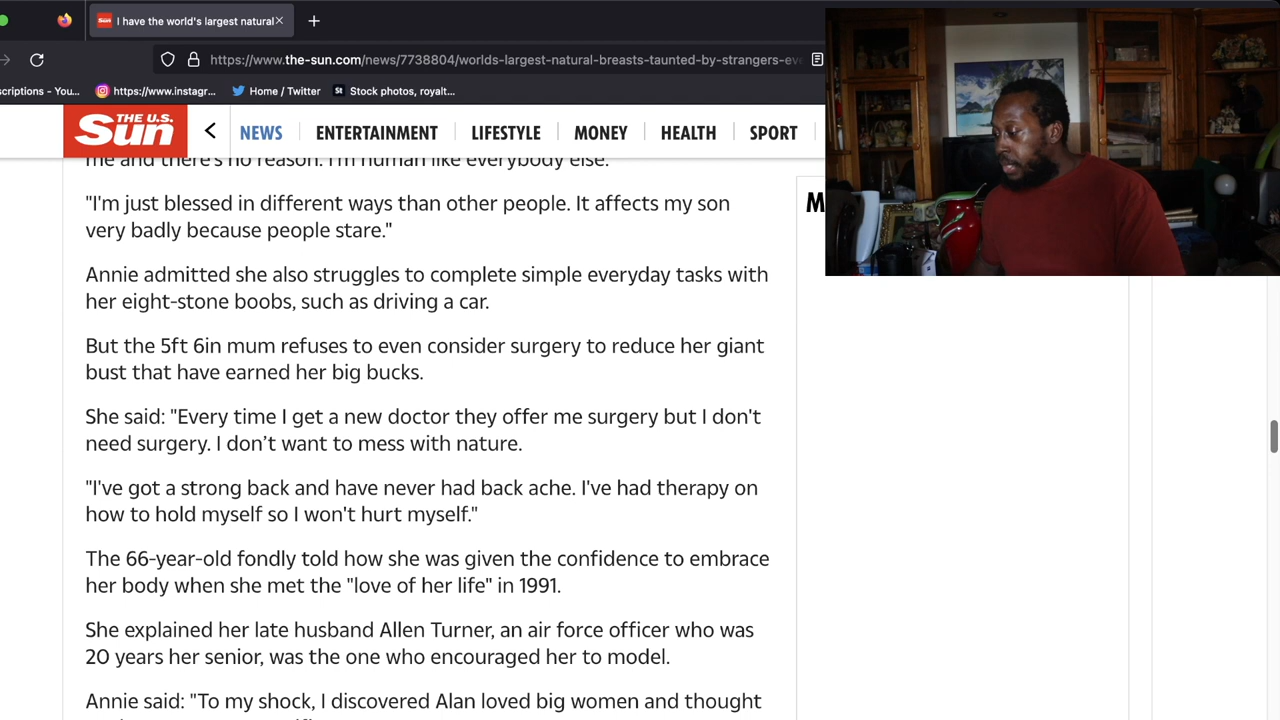 I have the world's largest natural
https://www.the-sun.com/news/7738804/worlds-largest-natural-breasts-taunted-by-strangers-ev
scriptions - You... https://www.instagr... Home / Twitter St Stock photos, royalt...
THE U.S. Sun NEWS ENTERTAINMENT LIFESTYLE MONEY HEALTH SPORT
me and there's no reason. I'm human like everybody else.
"I'm just blessed in different ways than other people. It affects my son
very badly because people stare."
Annie admitted she also struggles to complete simple everyday tasks with
her eight-stone boobs, such as driving a car.
But the 5ft 6in mum refuses to even consider surgery to reduce her giant
bust that have earned her big bucks.
She said: "Every time I get a new doctor they offer me surgery but I don't
need surgery. I don’t want to mess with nature.
"I've got a strong back and have never had back ache. I've had therapy on
how to hold myself so I won't hurt myself."
The 66-year-old fondly told how she was given the confidence to embrace
her body when she met the "love of her life" in 1991.
She explained her late husband Allen Turner, an air force officer who was
20 years her senior, was the one who encouraged her to model.
Annie said: "To my shock, I discovered Alan loved big women and thought